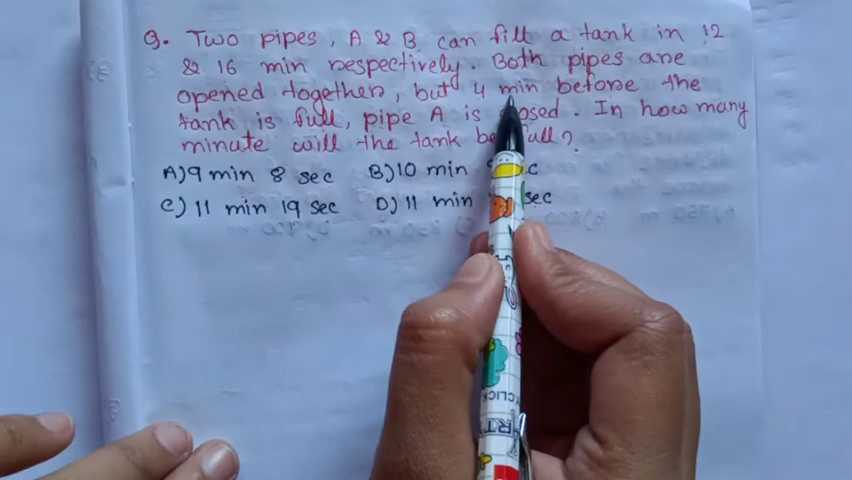 Q. Two pipes, A & B can fill a tank in 12
& 16 min respectively. Both pipes are
opened together, but 4 min before the
tank is full, pipe A is closed. In how many
minute will the tank be full?
A) 9 min 8 sec B) 10 min
C) 11 min 19 sec D) 11 min sec